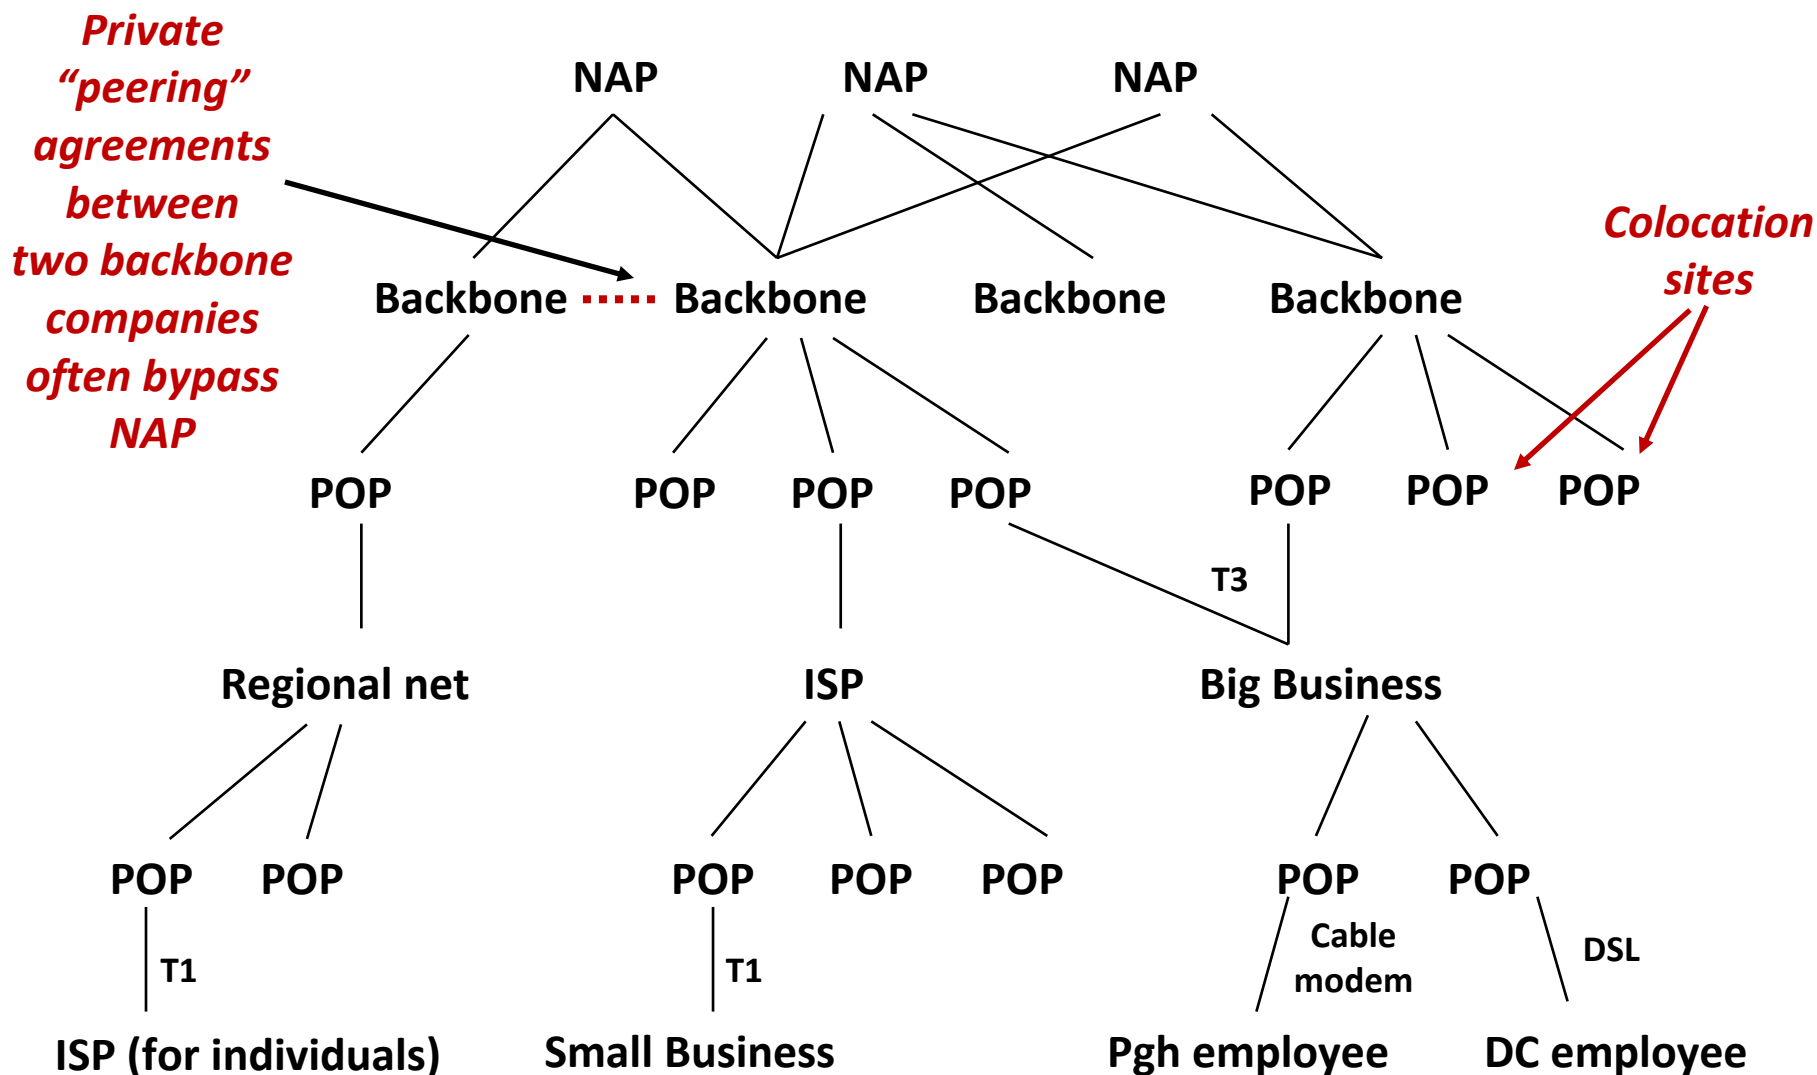 Private
“peering”
agreements
between
two backbone
companies
often bypass
NAP
NAP NAP NAP
Colocation
sites
Backbone Backbone Backbone Backbone
POP POP POP POP POP POP POP
T3
Regional net ISP Big Business
POP POP POP POP POP POP POP
T1 T1 Cable
modem DSL
ISP (for individuals) Small Business Pgh employee DC employee